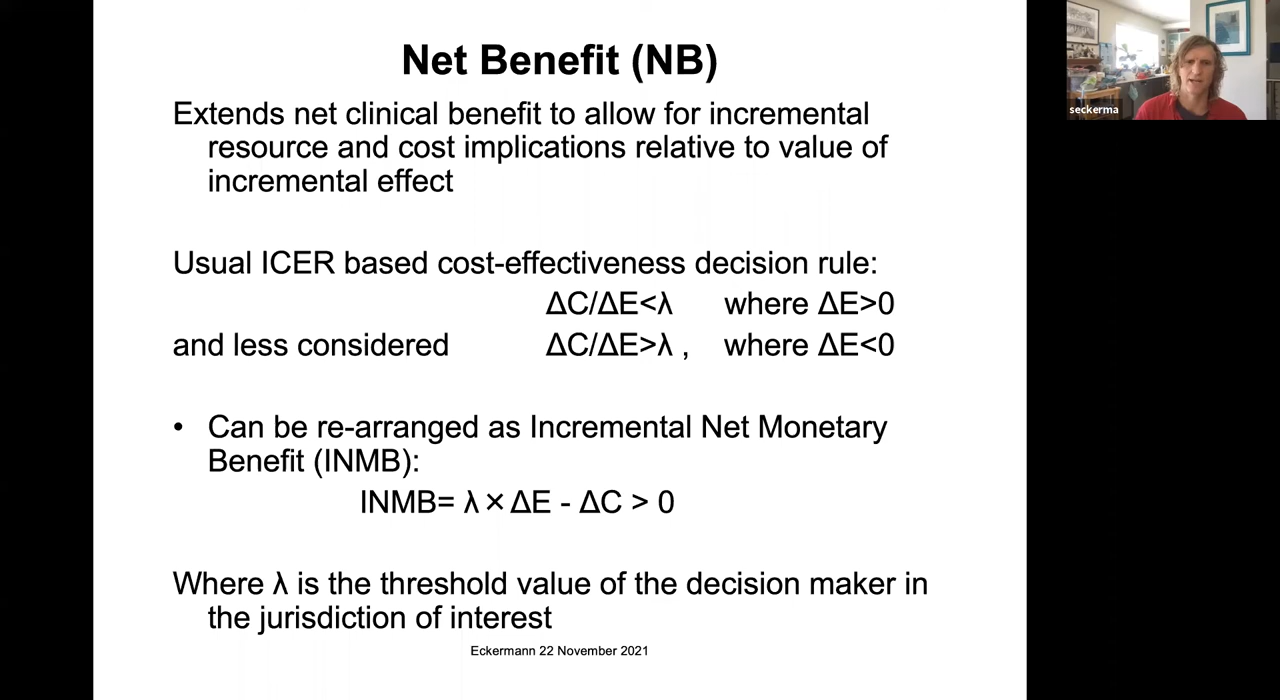 Net Benefit (NB)
Extends net clinical benefit to allow for incremental
resource and cost implications relative to value of
incremental effect
Usual ICER based cost-effectiveness decision rule:
ΔC/ΔE<λ where ΔE>0
and less considered ΔC/ΔE>λ , where ΔE<0
• Can be re-arranged as Incremental Net Monetary
Benefit (INMB):
INMB= λ × ΔE - ΔC > 0
Where λ is the threshold value of the decision maker in
the jurisdiction of interest
Eckermann 22 November 2021
seckerma